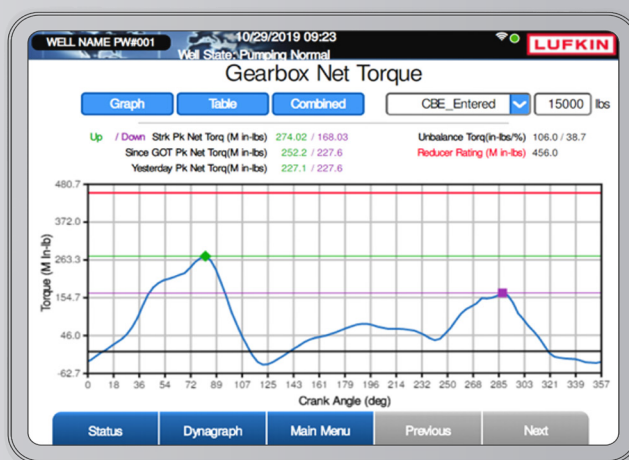 WELL NAME PW#001
10/29/2019 09:23
Well State: Pumping Normal
LUFKIN
Gearbox Net Torque
Graph Table Combined CBE_Entered 15000 lbs
Up / Down Strk Pk Net Torq (M in-lbs) 274.02 / 168.03 Unbalance Torq(in-lbs/%) 106.0 / 38.7
Since GOT Pk Net Torq(M in-lbs) 252.2 / 227.6 Reducer Rating (M in-lbs) 456.0
Yesterday Pk Net Torq(M in-lbs) 227.1 / 227.6
Torque (M In-lb)
480.7
372.0
263.3
154.7
46.0
-62.7
0 18 36 54 72 89 107 125 143 161 179 196 214 232 250 268 285 303 321 339 357
Crank Angle (deg)
Status Dynagraph Main Menu Previous Next